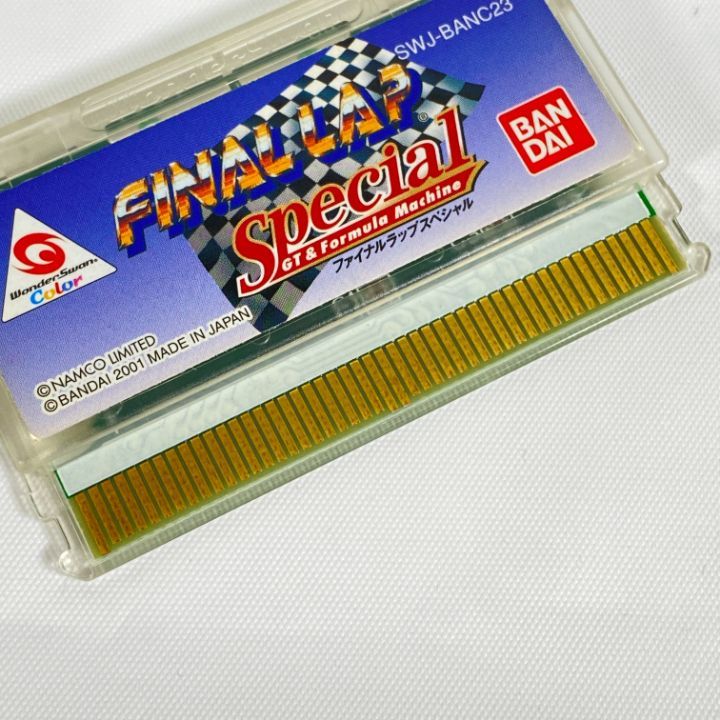 SWJ-BANC23
FINAL LAP
©
Special
GT & Formula Machine
ファイナルラップスペシャル
BAN
DAI
WonderSwan
Color
©NAMCO LIMITED
©BANDAI 2001 MADE IN JAPAN